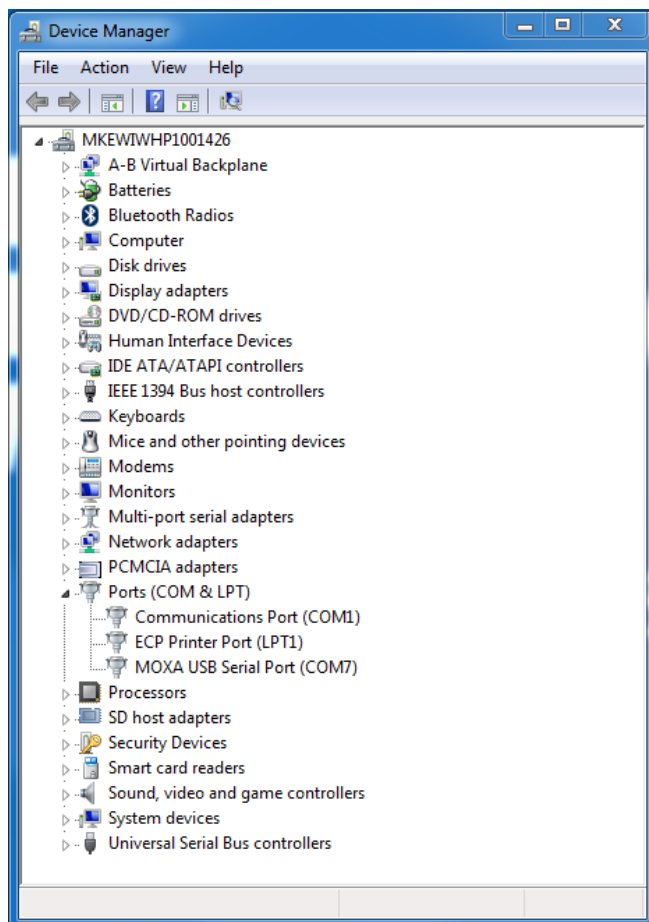 Device Manager
File Action View Help
MKEWIWHP1001426
A-B Virtual Backplane
Batteries
Bluetooth Radios
Computer
Disk drives
Display adapters
DVD/CD-ROM drives
Human Interface Devices
IDE ATA/ATAPI controllers
IEEE 1394 Bus host controllers
Keyboards
Mice and other pointing devices
Modems
Monitors
Multi-port serial adapters
Network adapters
PCMCIA adapters
Ports (COM & LPT)
Communications Port (COM1)
ECP Printer Port (LPT1)
MOXA USB Serial Port (COM7)
Processors
SD host adapters
Security Devices
Smart card readers
Sound, video and game controllers
System devices
Universal Serial Bus controllers